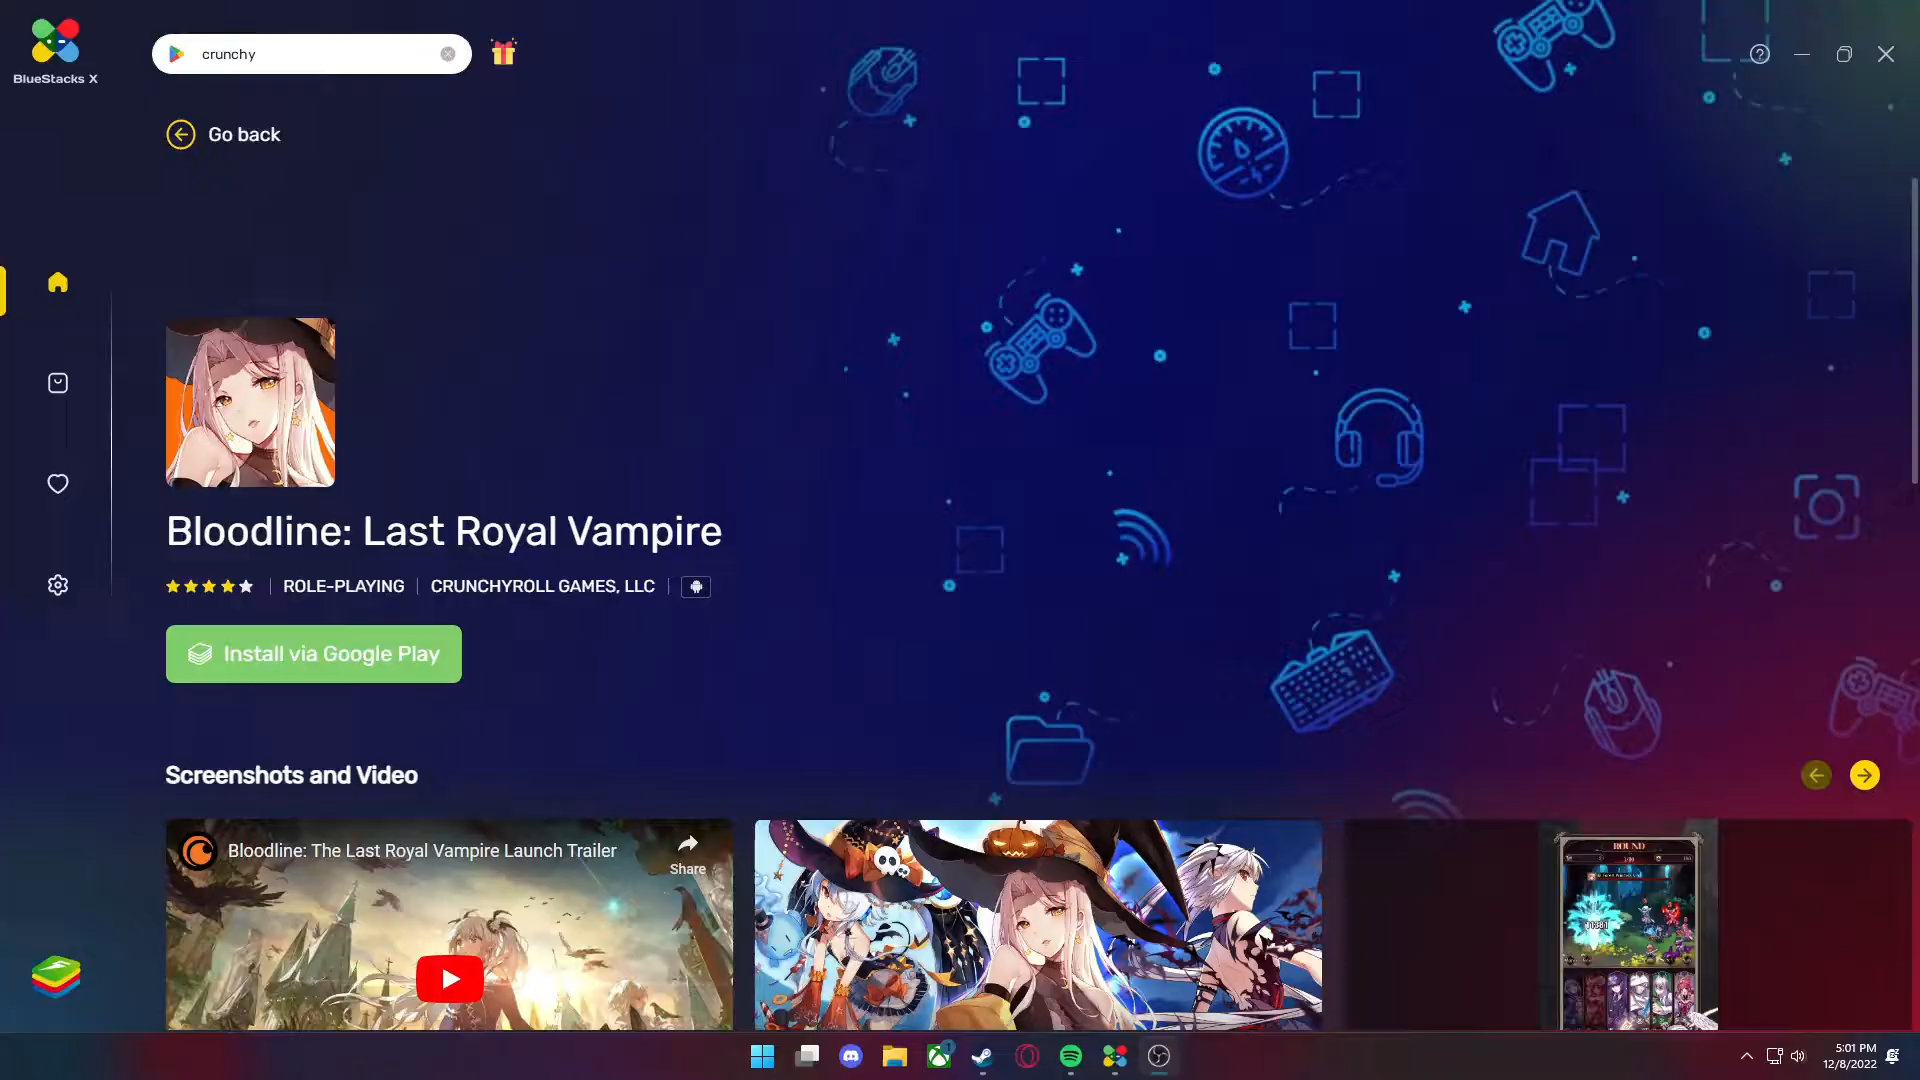 BlueStacks X
crunchy
Go back
Bloodline: Last Royal Vampire
ROLE-PLAYING
CRUNCHYROLL GAMES, LLC
Install via Google Play
Screenshots and Video
Bloodline: The Last Royal Vampire Launch Trailer
Share
ROUND
5:01 PM
12/8/2022